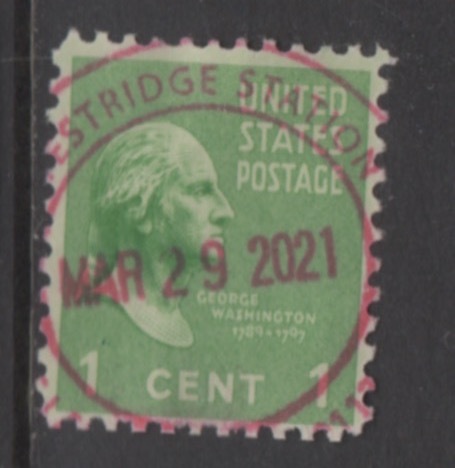 ESTRIDGE STATION
UNITED
STATES
POSTAGE
MAR 29 2021
GEORGE
WASHINGTON
1789-1797
1 CENT 1